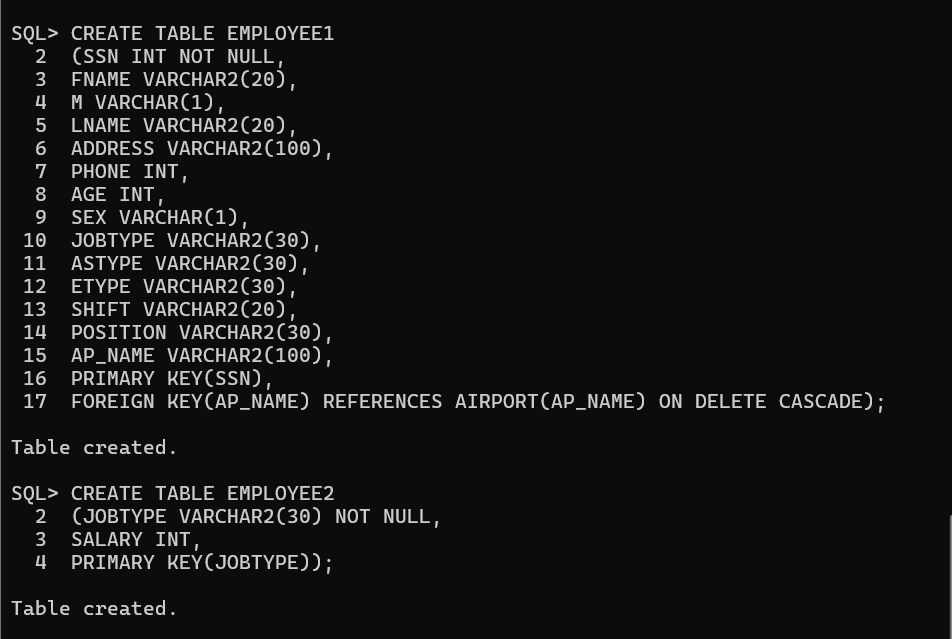 SQL> CREATE TABLE EMPLOYEE1
  2  (SSN INT NOT NULL,
  3  FNAME VARCHAR2(20),
  4  M VARCHAR(1),
  5  LNAME VARCHAR2(20),
  6  ADDRESS VARCHAR2(100),
  7  PHONE INT,
  8  AGE INT,
  9  SEX VARCHAR(1),
 10  JOBTYPE VARCHAR2(30),
 11  ASTYPE VARCHAR2(30),
 12  ETYPE VARCHAR2(30),
 13  SHIFT VARCHAR2(20),
 14  POSITION VARCHAR2(30),
 15  AP_NAME VARCHAR2(100),
 16  PRIMARY KEY(SSN),
 17  FOREIGN KEY(AP_NAME) REFERENCES AIRPORT(AP_NAME) ON DELETE CASCADE);
Table created.
SQL> CREATE TABLE EMPLOYEE2
  2  (JOBTYPE VARCHAR2(30) NOT NULL,
  3  SALARY INT,
  4  PRIMARY KEY(JOBTYPE));
Table created.